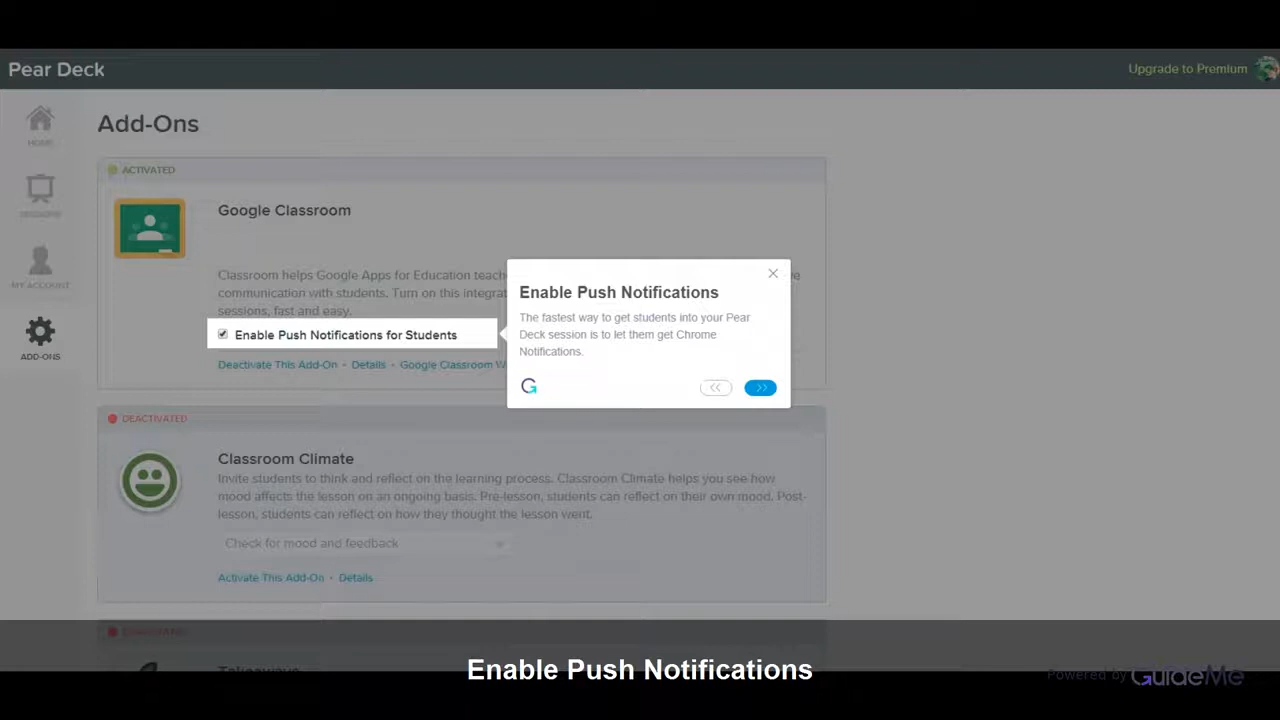 Pear Deck
Upgrade to Premium
HOME
SESSIONS
MY ACCOUNT
ADD-ONS
Add-Ons
ACTIVATED
Google Classroom
Classroom helps Google Apps for Education
communication with students. Turn on this
sessions, fast and easy.
Enable Push Notifications for Students
Deactivate This Add-On • Details • Google Classroom
Enable Push Notifications
The fastest way to get students into your Pear
Deck session is to let them get Chrome
Notifications.
<<
>>
DEACTIVATED
Classroom Climate
Invite students to think and reflect on the learning process. Classroom Climate helps you see how
mood affects the lesson on an ongoing basis. Pre-lesson, students can reflect on their own mood. Post-
lesson, students can reflect on how they thought the lesson went.
Check for mood and feedback
Activate This Add-On • Details
DEACTIVATED
Takeaways
Enable Push Notifications
Powered by GuideMe